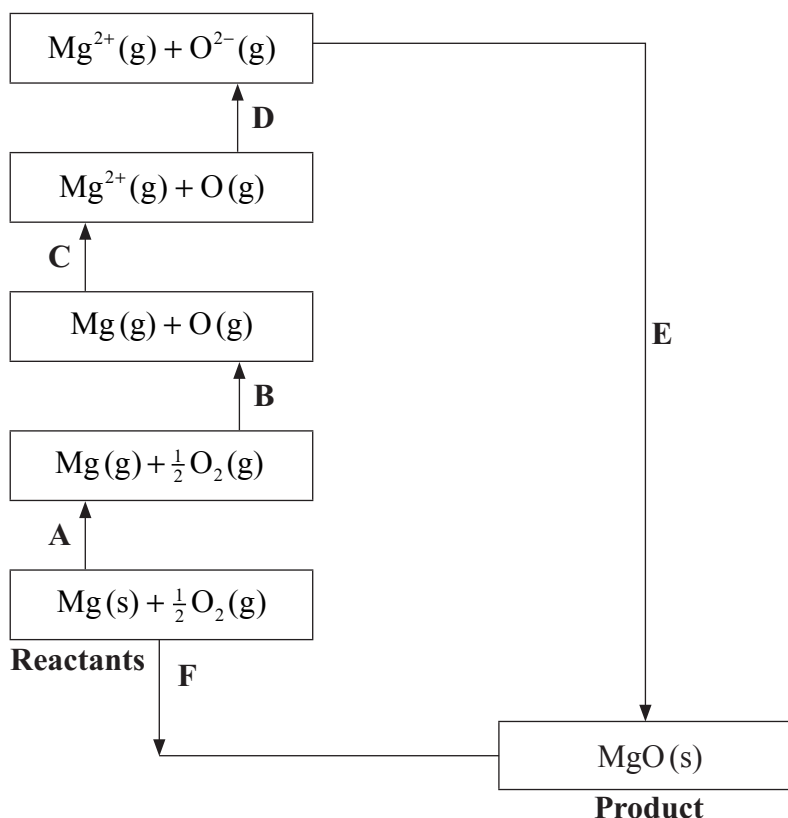 Mg²⁺(g) + O²⁻(g)
D
Mg²⁺(g) + O(g)
C
Mg(g) + O(g)
E
B
Mg(g) + ½O₂(g)
A
Mg(s) + ½O₂(g)
Reactants
F
MgO(s)
Product